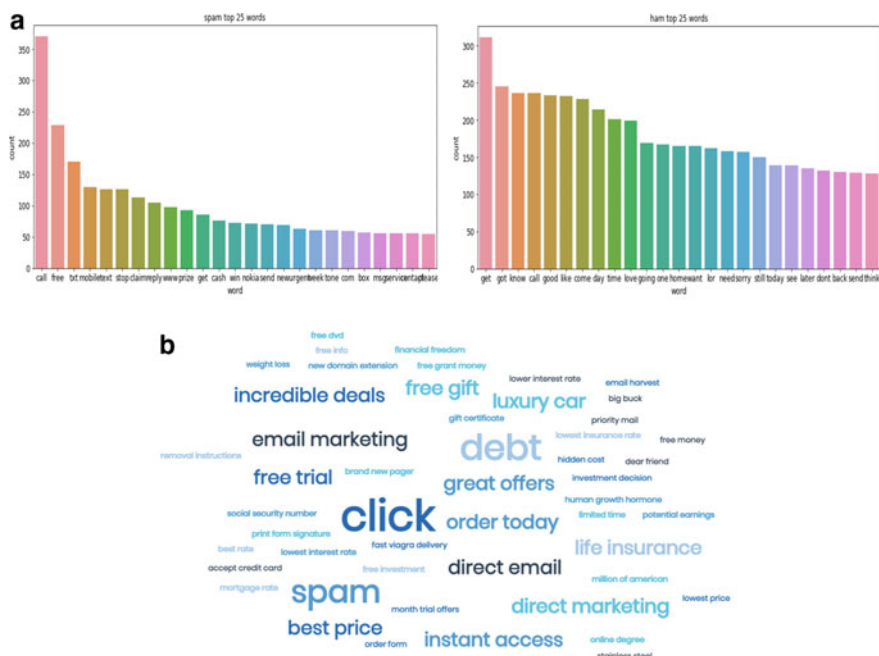 a
spam top 25 words
350
300
250
200
150
100
50
0
count
call free txt mobile text stop claim reply www prize get cash win nokia send new urgent week tone com box msg service contact please
word
ham top 25 words
300
250
200
150
100
50
0
count
get got know call good like come day time love going one home want lor need sorry still today see later dont back send think
word
b
free dvd
free info
financial freedom
weight loss
new domain extension
free grant money
incredible deals
free gift
lower interest rate
email harvest
luxury car
big buck
gift certificate
priority mail
email marketing
debt
lowest insurance rate
free money
removal instructions
hidden cost
dear friend
free trial
brand new pager
great offers
investment decision
human growth hormone
social security number
click
order today
limited time
potential earnings
print form signature
best rate
lowest interest rate
fast viagra delivery
life insurance
accept credit card
free investment
direct email
million of american
mortgage rate
spam
month trial offers
direct marketing
lowest price
best price
order form
instant access
online degree
stainless steel